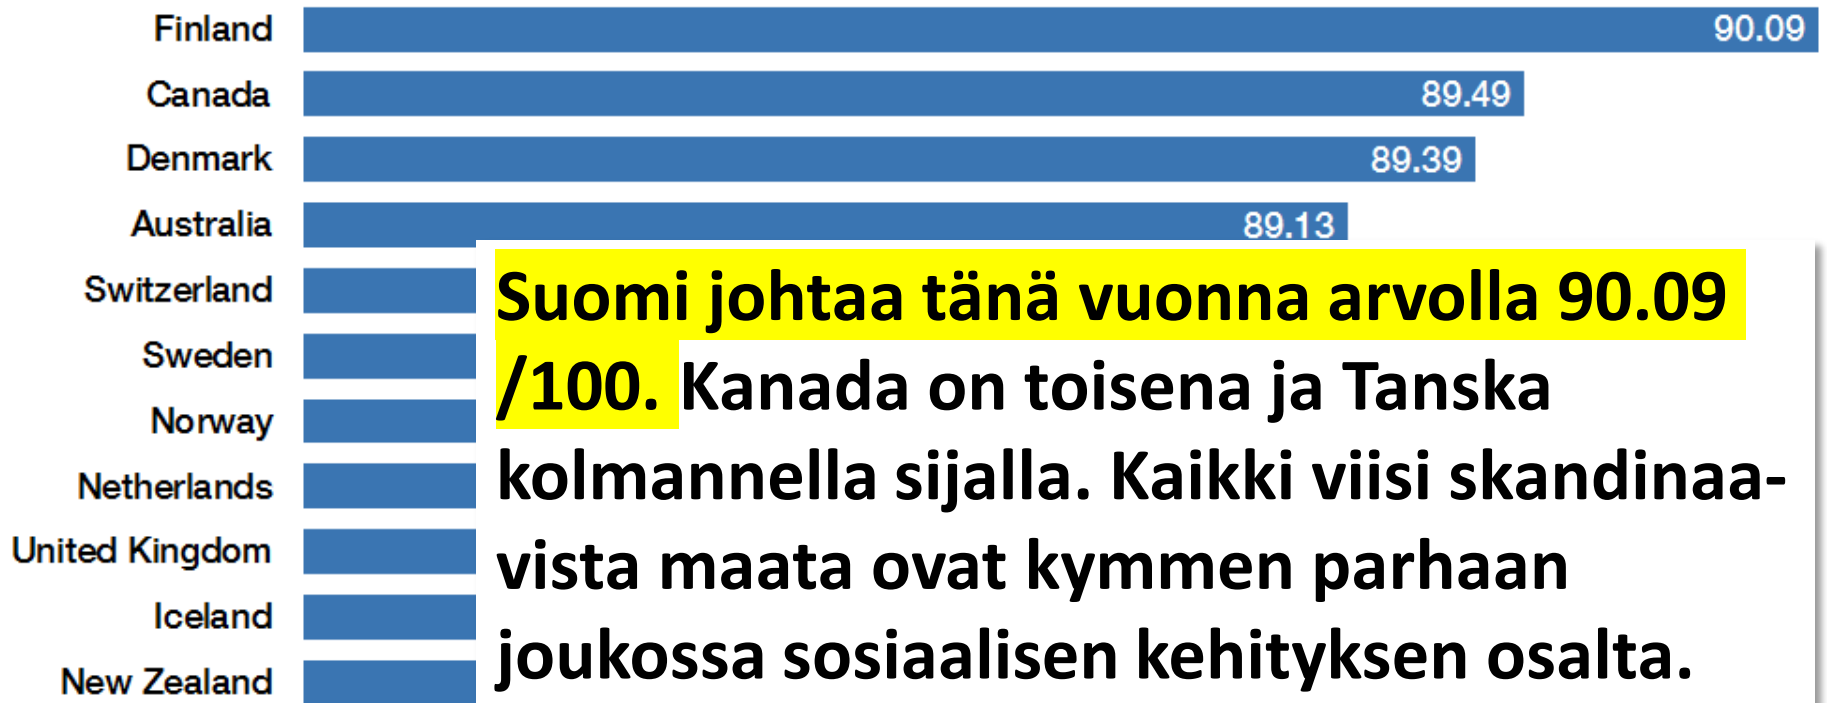 Finland 90.09
Canada 89.49
Denmark 89.39
Australia 89.13
Switzerland
Sweden
Norway
Netherlands
United Kingdom
Iceland
New Zealand
Suomi johtaa tänä vuonna arvolla 90.09
/100. Kanada on toisena ja Tanska
kolmannella sijalla. Kaikki viisi skandinaa-
vista maata ovat kymmen parhaan
joukossa sosiaalisen kehityksen osalta.